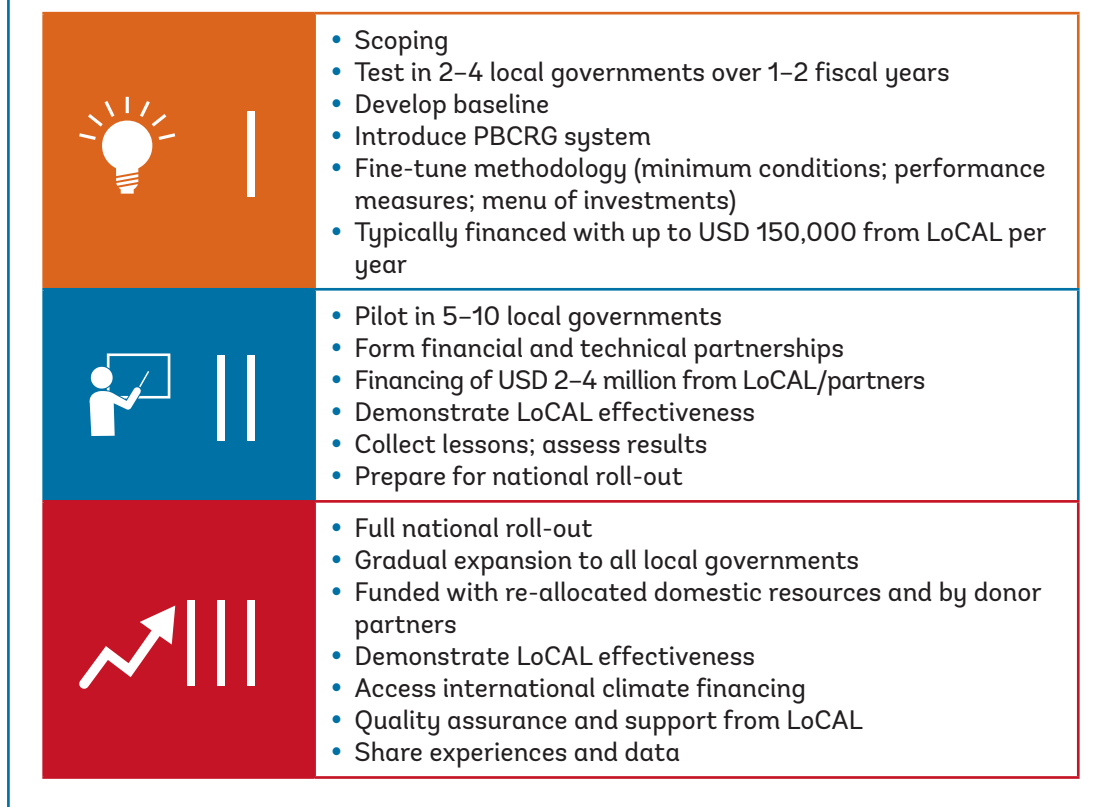 I
• Scoping
• Test in 2–4 local governments over 1–2 fiscal years
• Develop baseline
• Introduce PBCRG system
• Fine-tune methodology (minimum conditions; performance
measures; menu of investments)
• Typically financed with up to USD 150,000 from LoCAL per
year
II
• Pilot in 5–10 local governments
• Form financial and technical partnerships
• Financing of USD 2–4 million from LoCAL/partners
• Demonstrate LoCAL effectiveness
• Collect lessons; assess results
• Prepare for national roll-out
III
• Full national roll-out
• Gradual expansion to all local governments
• Funded with re-allocated domestic resources and by donor
partners
• Demonstrate LoCAL effectiveness
• Access international climate financing
• Quality assurance and support from LoCAL
• Share experiences and data